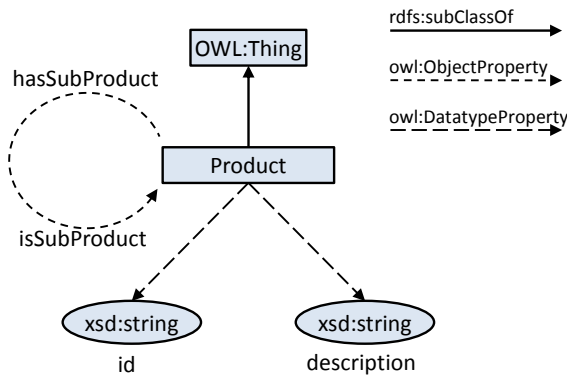 rdfs:subClassOf
OWL:Thing
hasSubProduct
owl:ObjectProperty
owl:DatatypeProperty
Product
isSubProduct
xsd:string
xsd:string
id
description